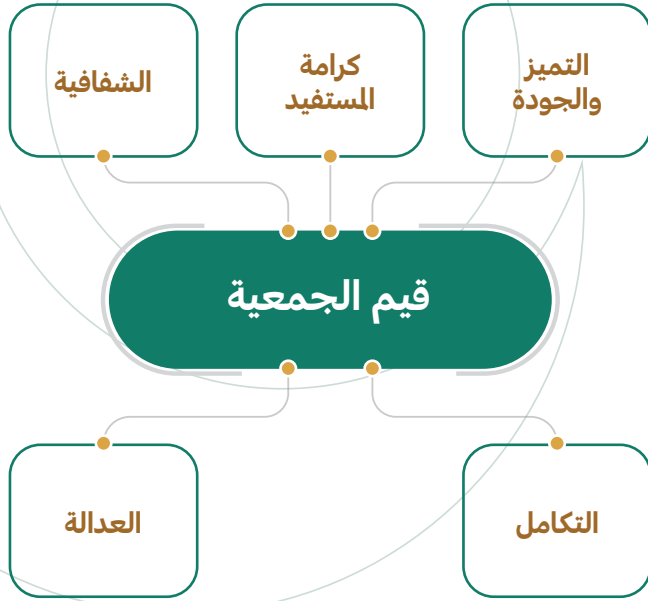 التميز
والجودة
كرامة
المستفيد
الشفافية
قيم الجمعية
التكامل
العدالة